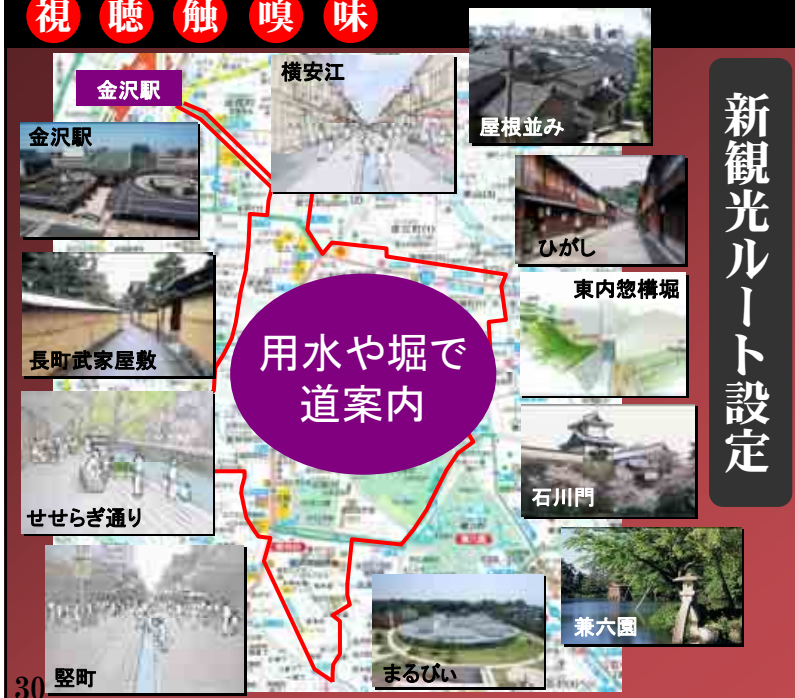 視 聴 触 嗅 味
新観光ルート設定
金沢駅
横安江
屋根並み
金沢駅
ひがし
東内惣構堀
長町武家屋敷
用水や堀で
道案内
石川門
せせらぎ通り
兼六園
竪町
まるびぃ
30